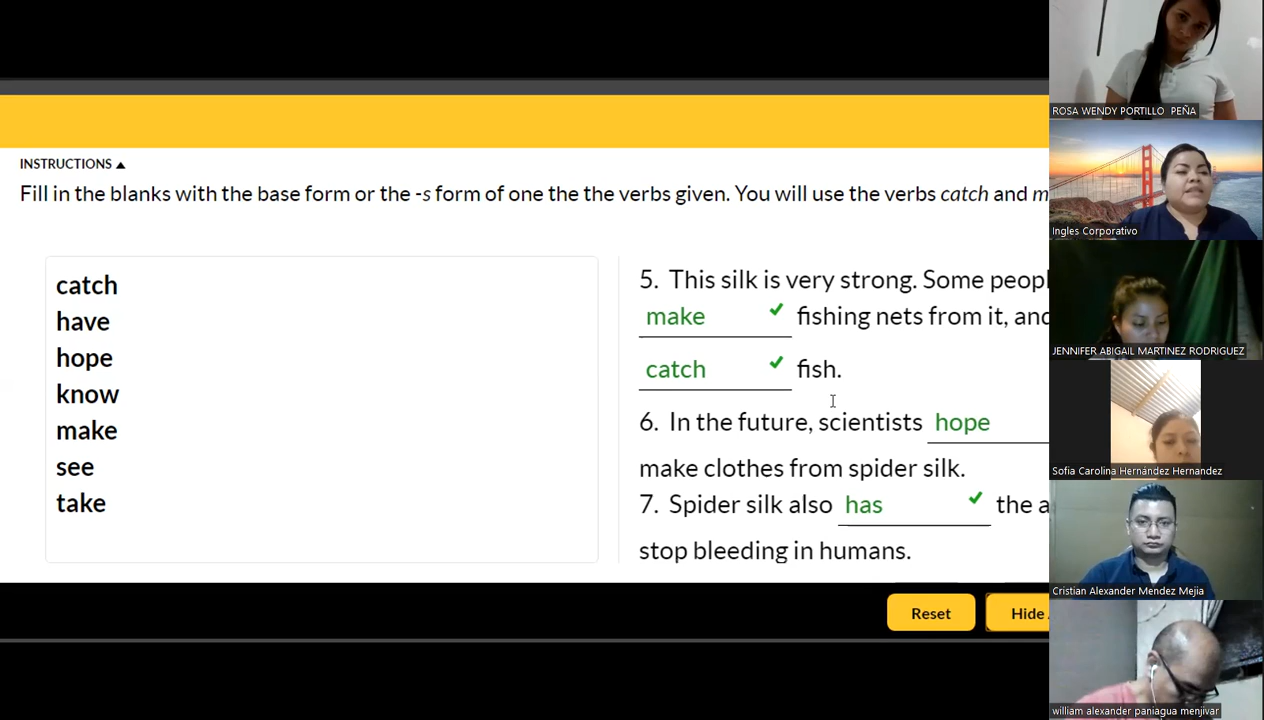 INSTRUCTIONS
Fill in the blanks with the base form or the -s form of one the the verbs given. You will use the verbs catch and m
catch
have
hope
know
make
see
take
5. This silk is very strong. Some peopl
make fishing nets from it, and
catch fish.
6. In the future, scientists hope
make clothes from spider silk.
7. Spider silk also has the a
stop bleeding in humans.
Reset
Hide
ROSA WENDY PORTILLO PEÑA
Ingles Corporativo
JENNIFER ABIGAIL MARTINEZ RODRIGUEZ
Sofia Carolina Hernández Hernandez
Cristian Alexander Mendez Mejia
william alexander paniagua menjivar